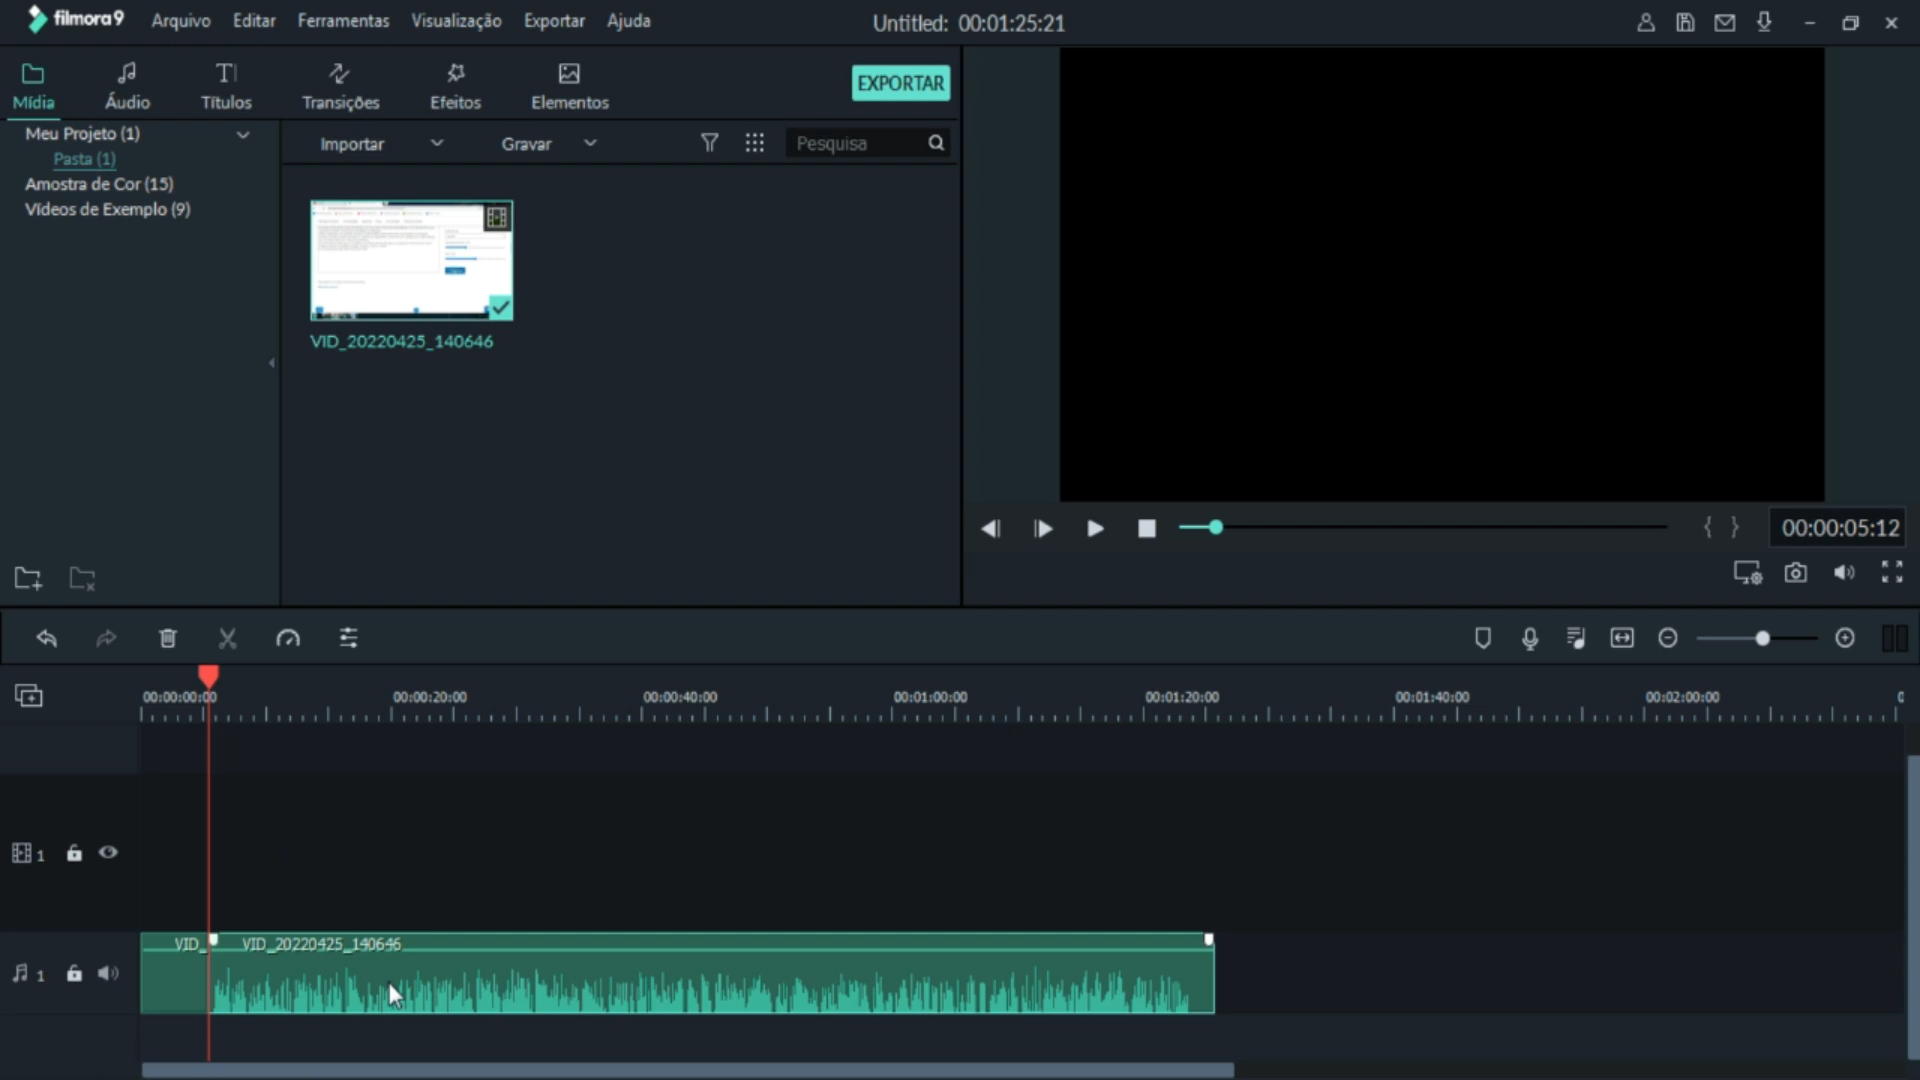 filmora9 Arquivo Editar Ferramentas Visualização Exportar Ajuda Untitled: 00:01:25:21
Mídia Áudio Títulos Transições Efeitos Elementos EXPORTAR
Meu Projeto (1)
Pasta (1)
Amostra de Cor (15)
Vídeos de Exemplo (9)
Importar Gravar Pesquisa
VID_20220425_140646
00:00:05:12
00:00:00:00 00:00:20:00 00:00:40:00 00:01:00:00 00:01:20:00 00:01:40:00 00:02:00:00
1
VID_ VID_20220425_140646
1